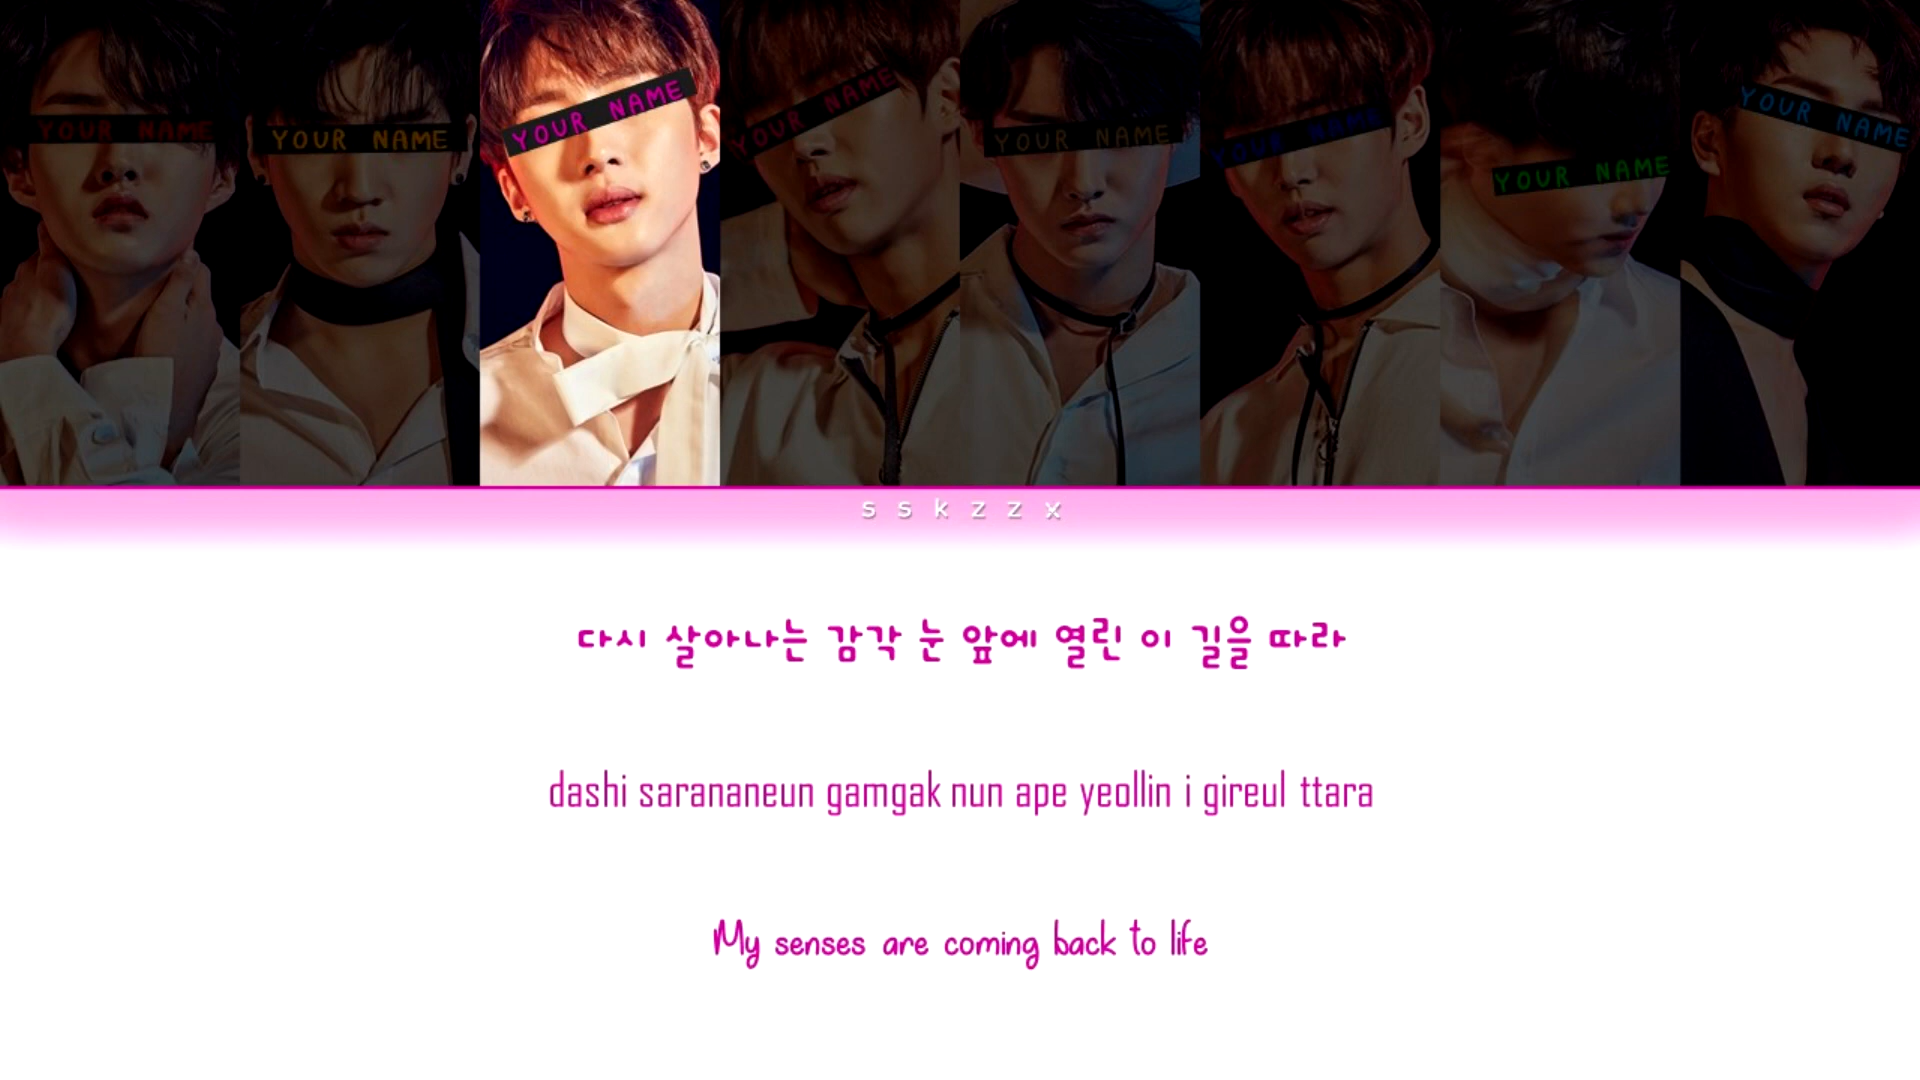 YOUR NAME
YOUR NAME
YOUR NAME
YOUR NAME
YOUR NAME
YOUR NAME
YOUR NAME
YOUR NAME
s s k z z x
다시 살아나는 감각 눈 앞에 열린 이 길을 따라
dashi sarananeun gamgak nun ape yeollin i gireul ttara
My senses are coming back to life